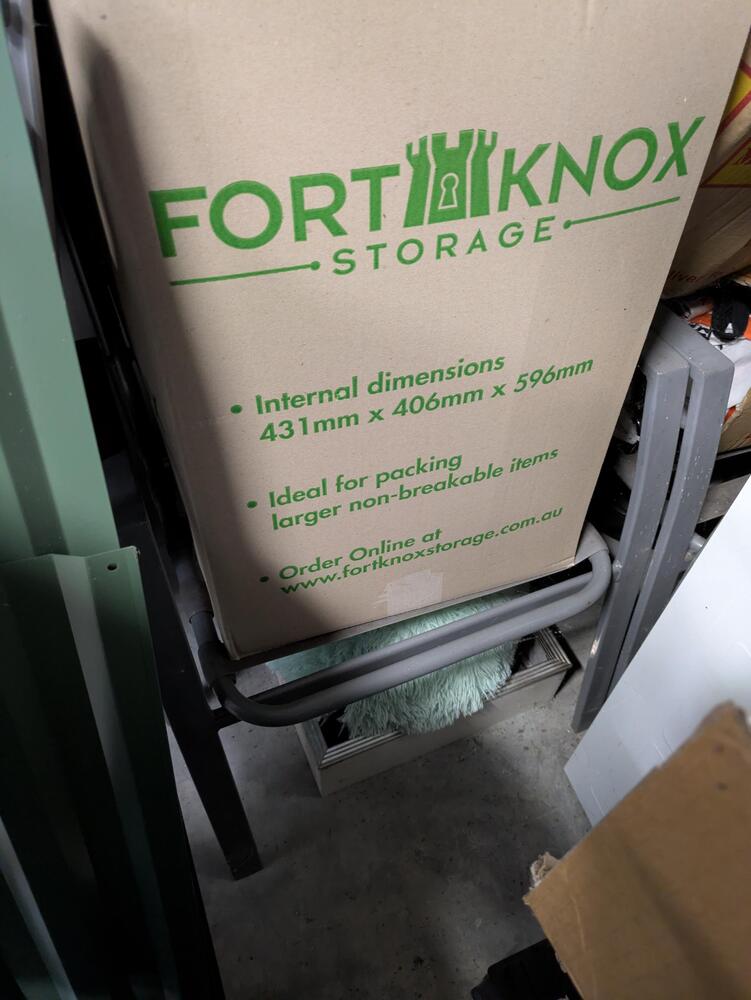 FORT KNOX
STORAGE
• Internal dimensions
431mm x 406mm x 596mm
• Ideal for packing
larger non-breakable items
• Order Online at
www.fortknoxstorage.com.au